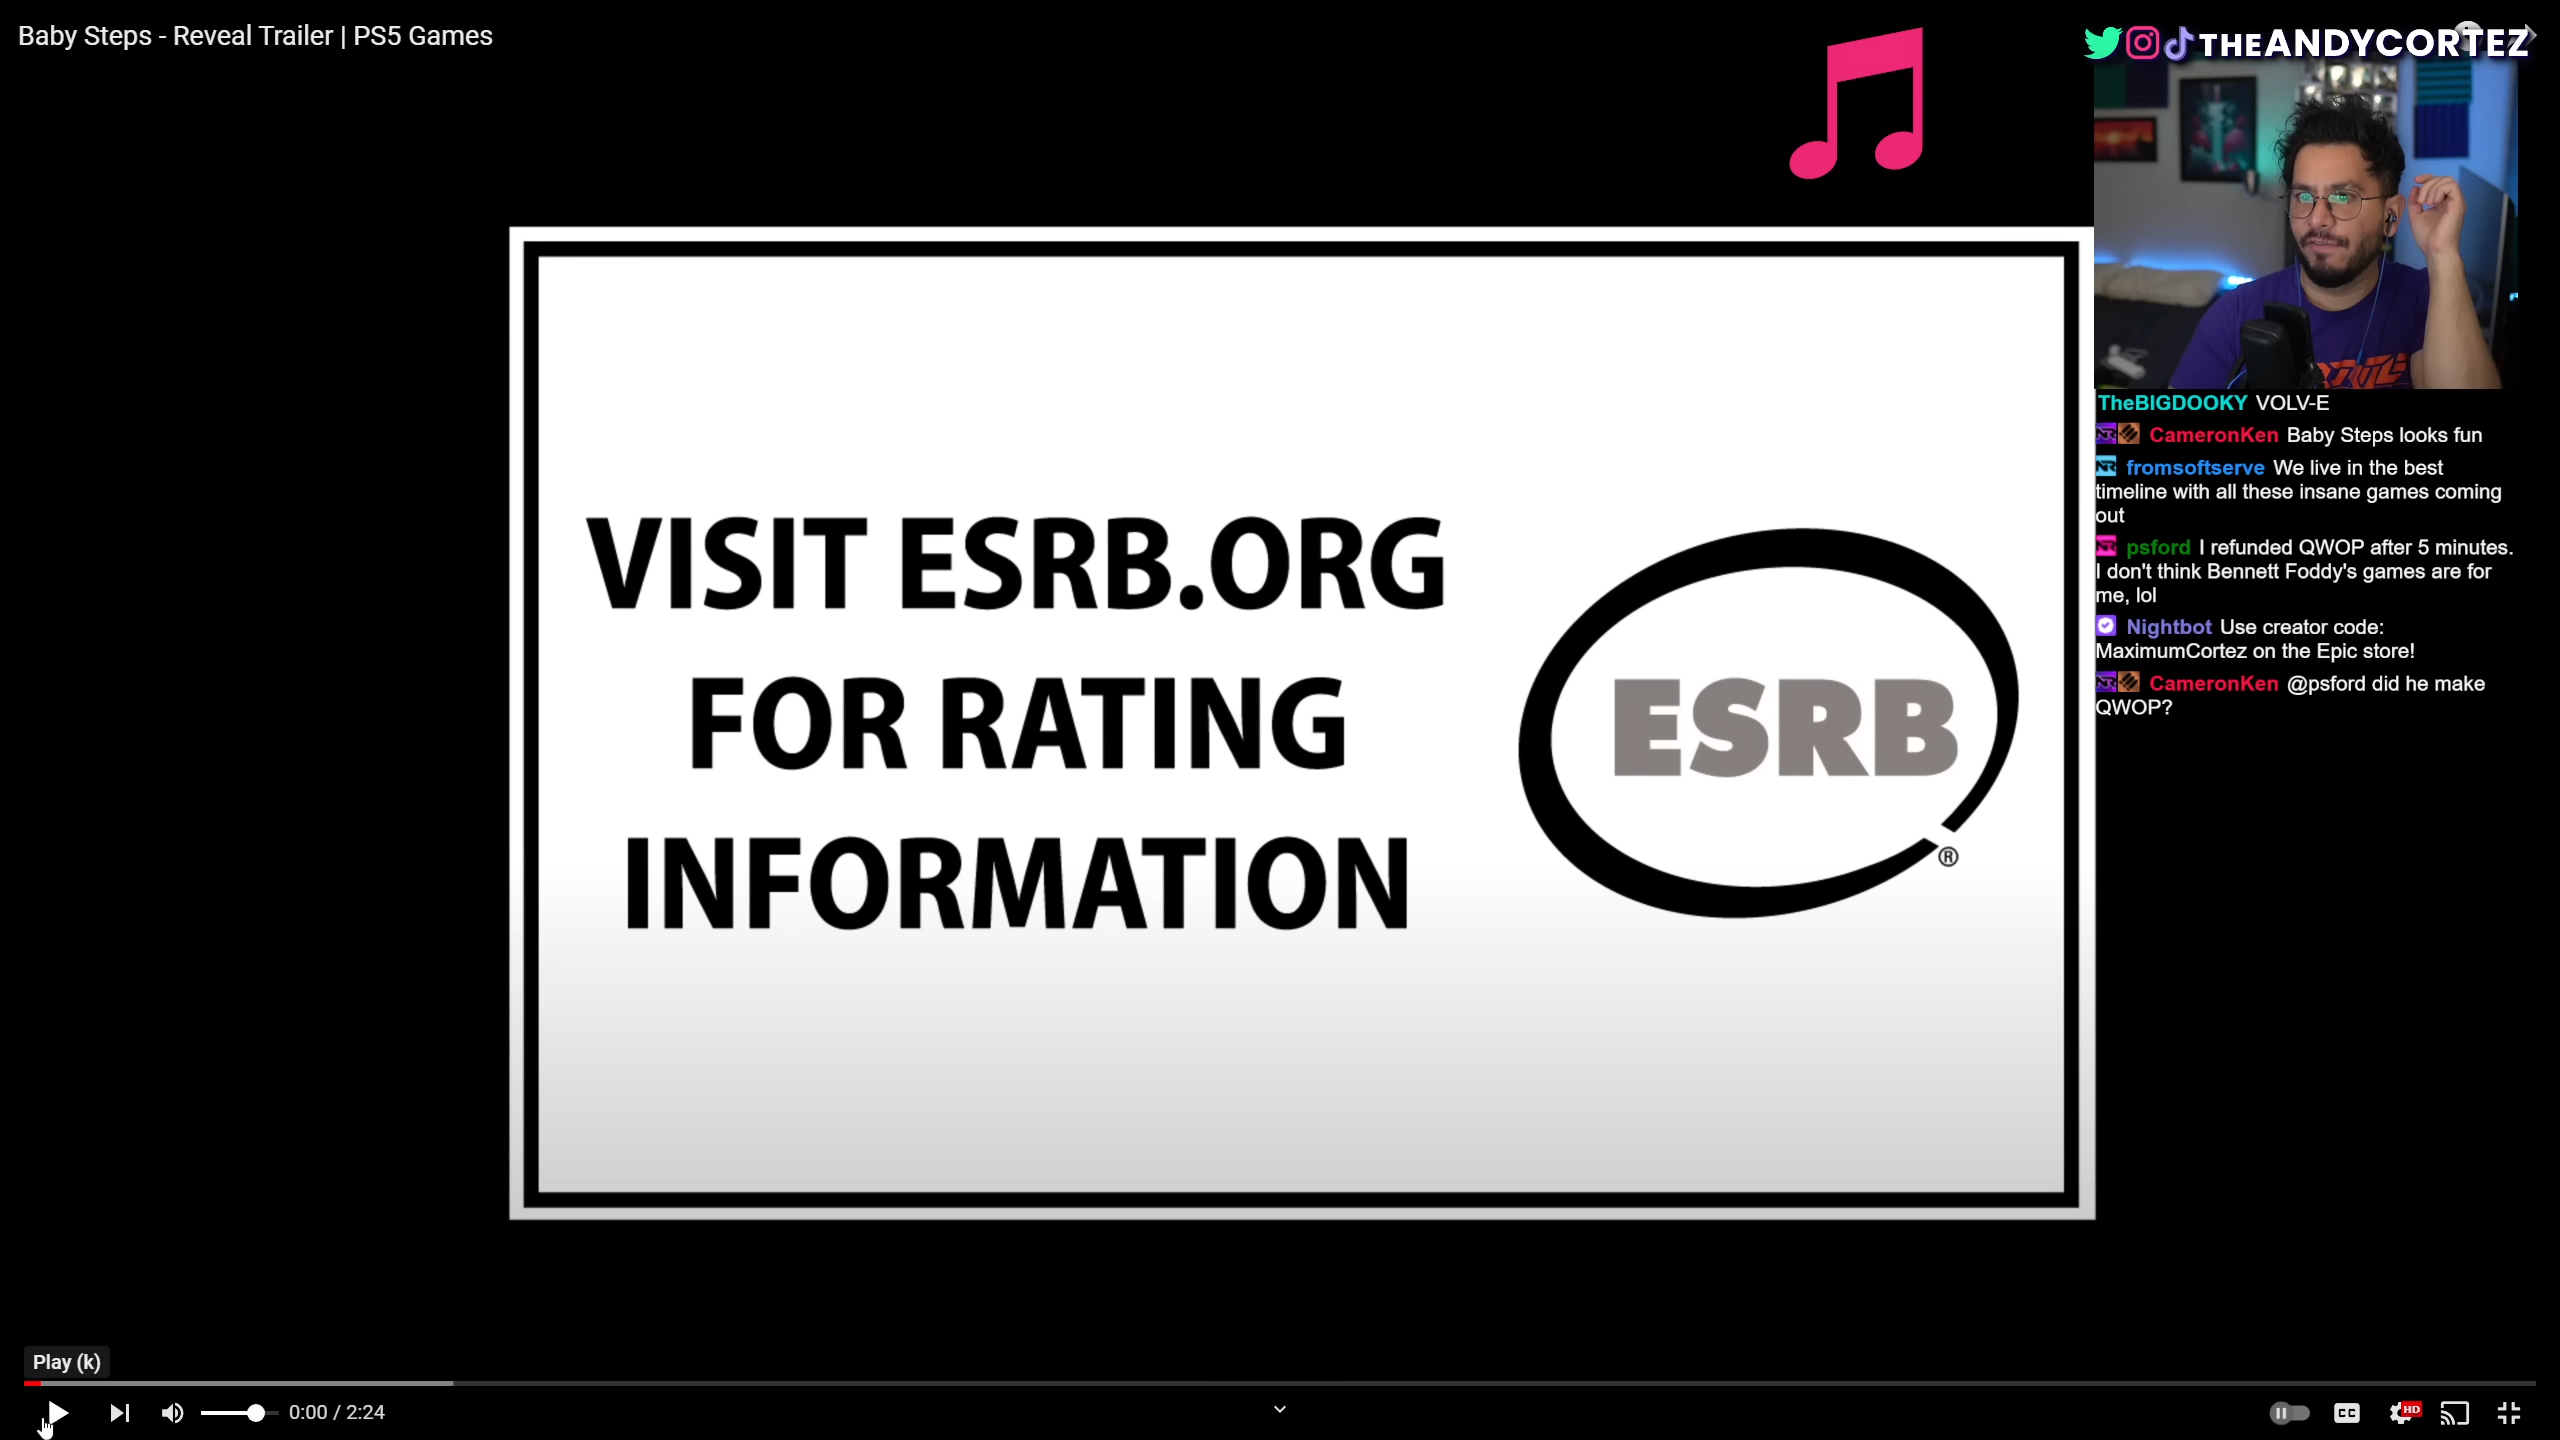 Baby Steps - Reveal Trailer | PS5 Games
THEANDYCORTEZ
VISIT ESRB.ORG
FOR RATING
INFORMATION
ESRB
®
TheBIGDOOKY VOLV-E
CameronKen Baby Steps looks fun
fromsoftserve We live in the best
timeline with all these insane games coming
out
psford I refunded QWOP after 5 minutes.
I don't think Bennett Foddy's games are for
me, lol
Nightbot Use creator code:
MaximumCortez on the Epic store!
CameronKen @psford did he make
QWOP?
Play (k)
0:00 / 2:24
CC
HD